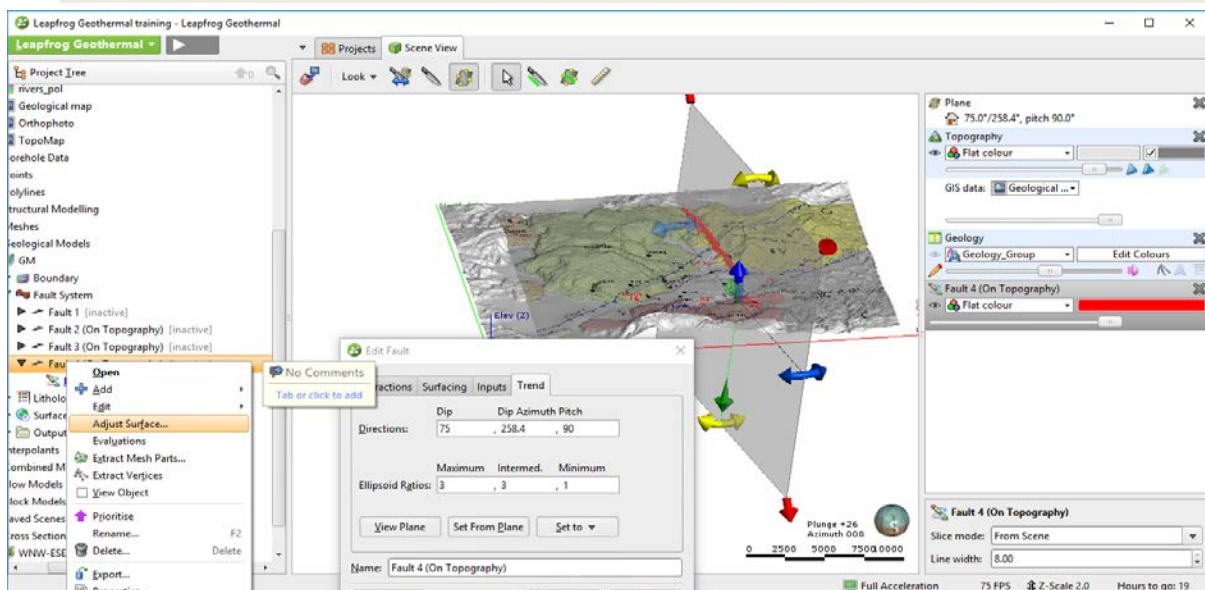 Leapfrog Geothermal training - Leapfrog Geothermal
Leapfrog Geothermal
Projects
Scene View
Project Tree
rivers_pol
Geological map
Orthophoto
TopoMap
orehole Data
oints
olylines
tructural Modelling
Meshes
eological Models
GM
Boundary
Fault System
Fault 1 [inactive]
Fault 2 (On Topography) [inactive]
Fault 3 (On Topography) [inactive]
Fau
Litholo
Surface
Output
nterpolants
ombined M
low Models
lock Models
aved Scenes
ross Section
WNW-ESE
Open
Add
Edit
Adjust Surface...
Evaluations
Extract Mesh Parts...
Extract Vertices
View Object
Prioritise
Rename... F2
Delete... Delete
Export...
Properties
No Comments
Tab or click to add
Look
Elev (Z)
Plunge +26
Azimuth 008
0 2500 5000 7500 10000
Edit Fault
ractions Surfacing Inputs Trend
Dip Dip Azimuth Pitch
Directions: 75 , 258.4 , 90
Maximum Intermed. Minimum
Ellipsoid Ratios: 3 , 3 , 1
View Plane Set From Plane Set to
Name: Fault 4 (On Topography)
Plane
75.0°/258.4°, pitch 90.0°
Topography
Flat colour
GIS data: Geological ...
Geology
Geology_Group Edit Colours
Fault 4 (On Topography)
Flat colour
Fault 4 (On Topography)
Slice mode: From Scene
Line width: 8.00
Full Acceleration 75 FPS Z-Scale 2.0 Hours to go: 19